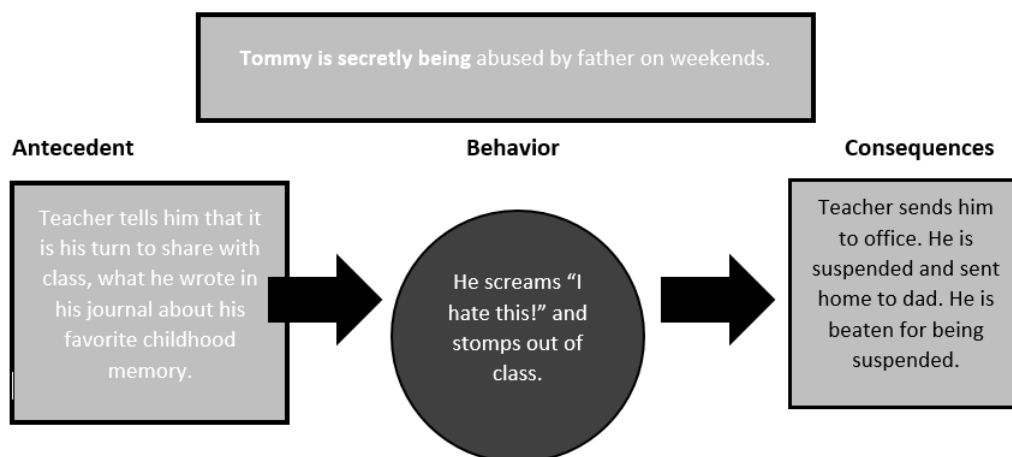 Tommy is secretly being abused by father on weekends.
Antecedent
Behavior
Consequences
Teacher tells him that it
is his turn to share with
class, what he wrote in
his journal about his
favorite childhood
memory.
He screams “I
hate this!” and
stomps out of
class.
Teacher sends him
to office. He is
suspended and sent
home to dad. He is
beaten for being
suspended.